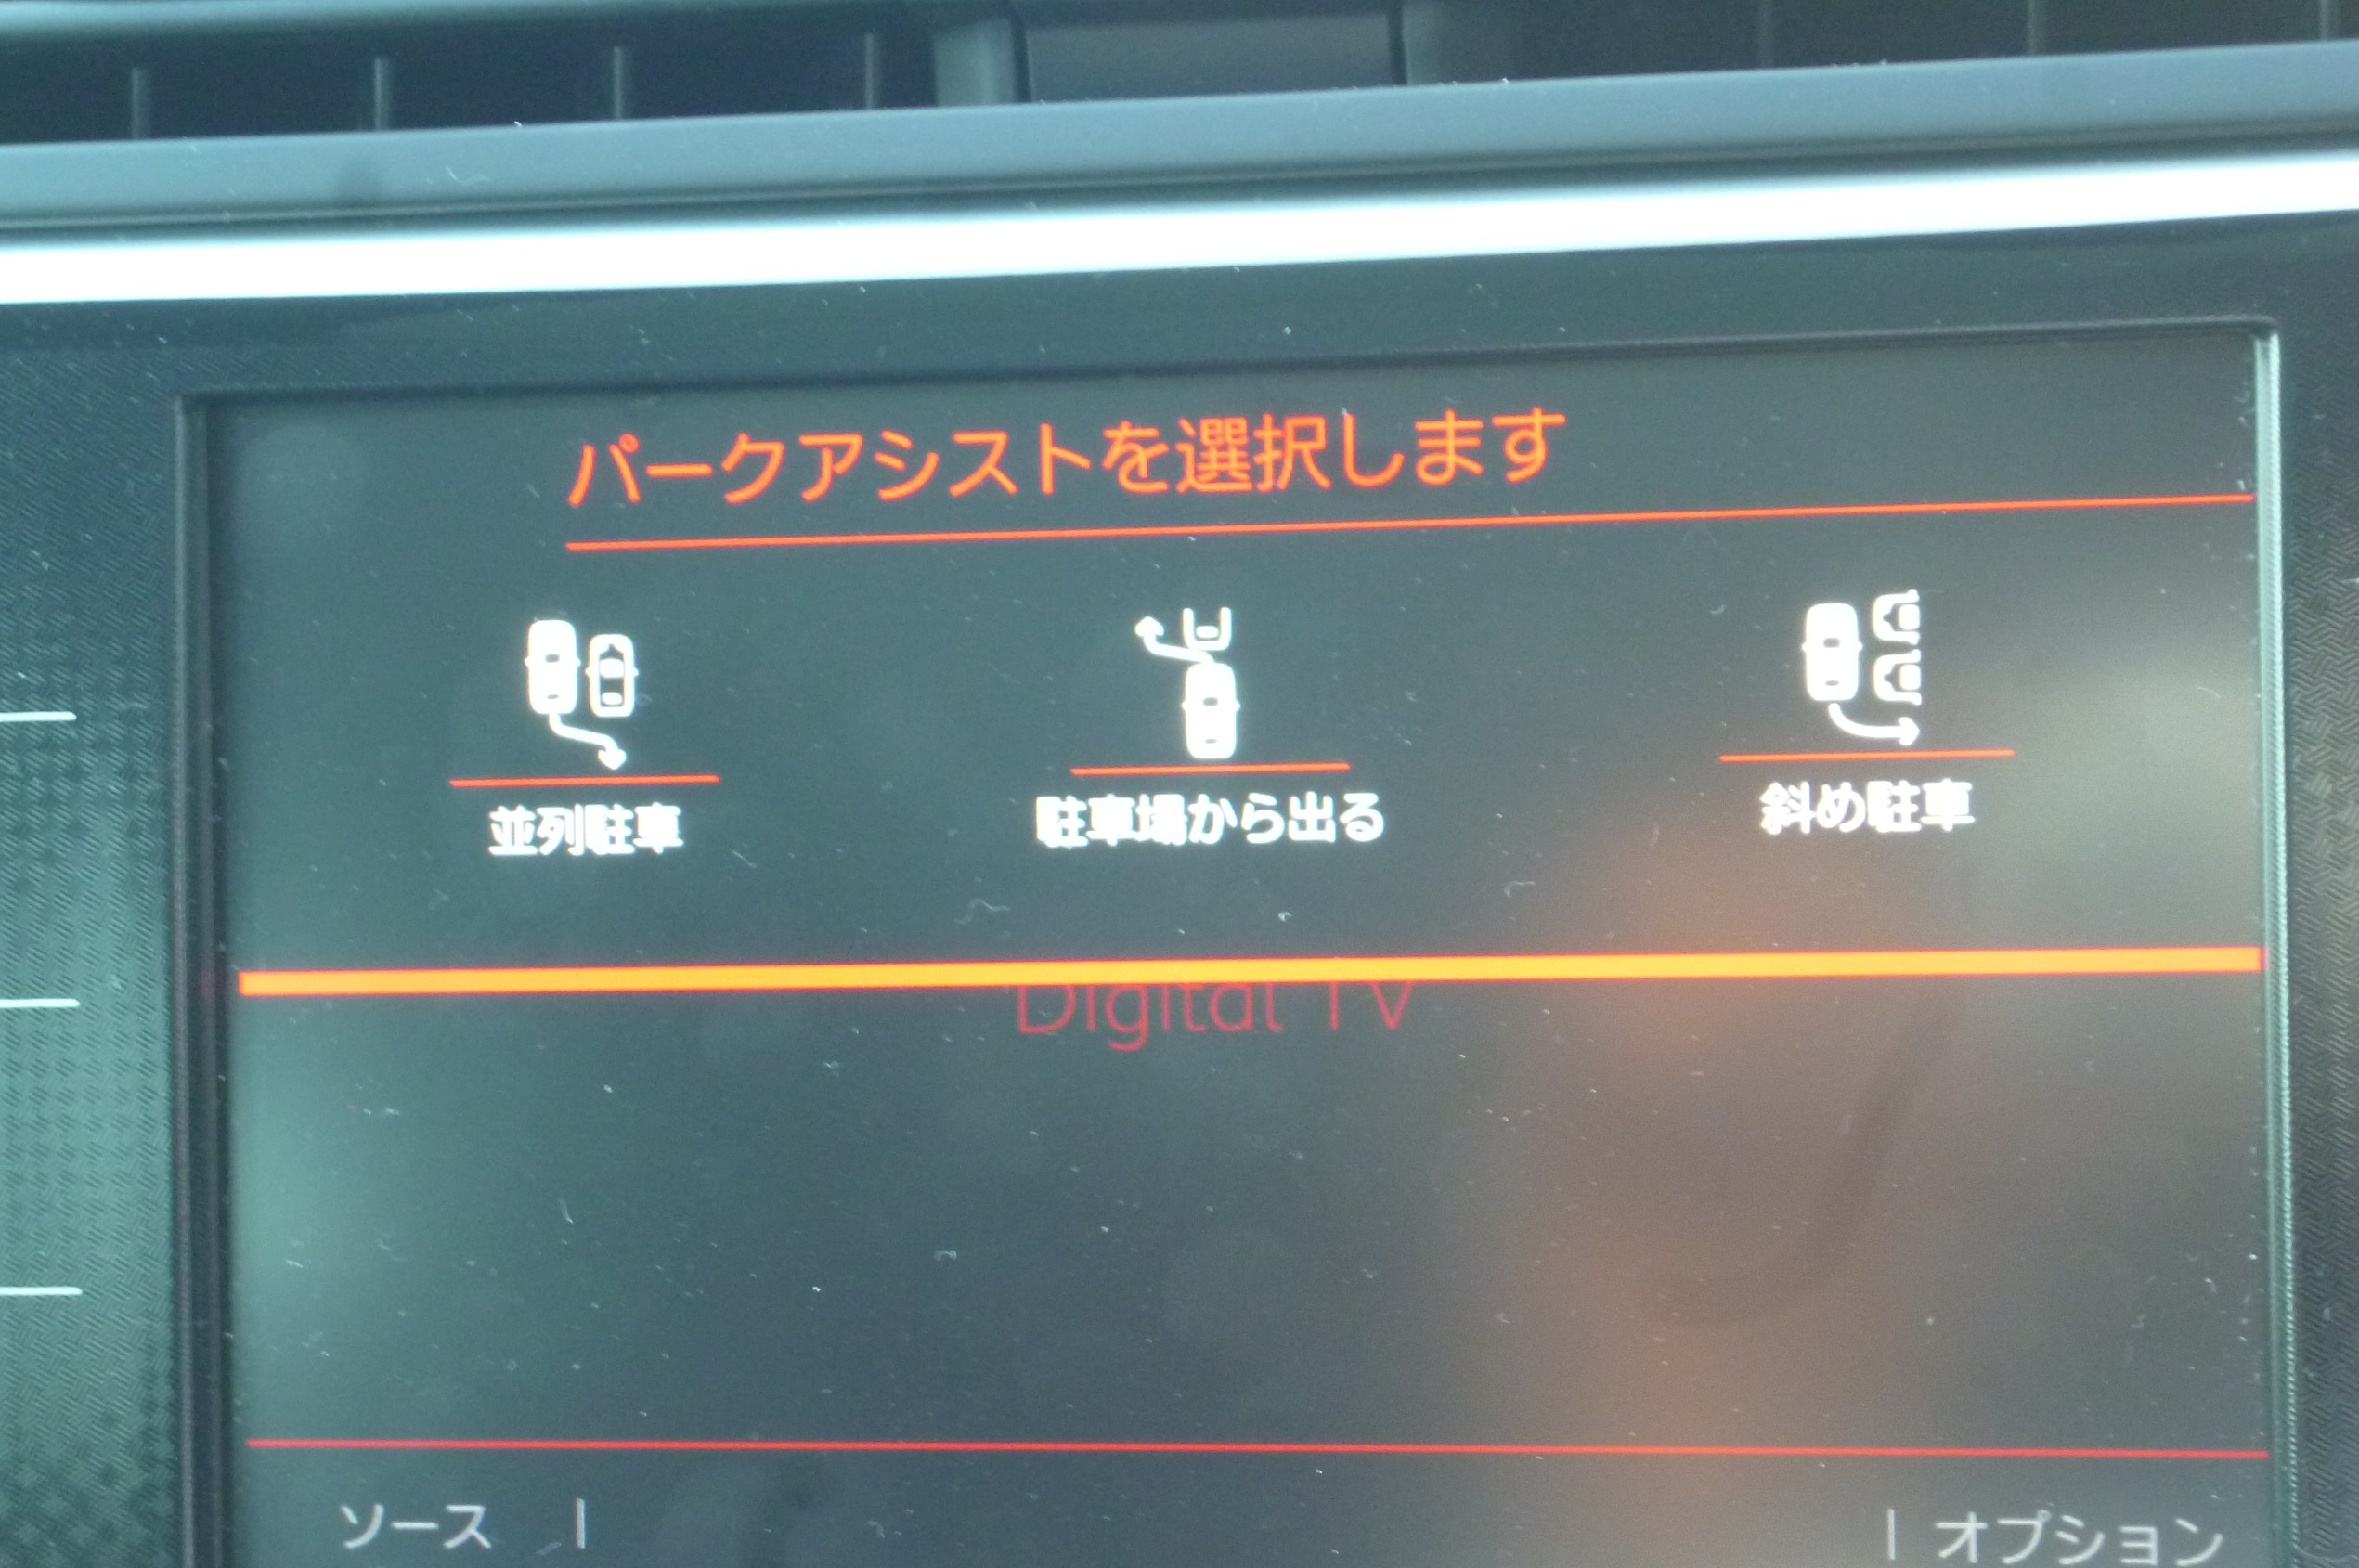 パークアシストを選択します
並列駐車
駐車場から出る
斜め駐車
Digital TV
ソース
オプション